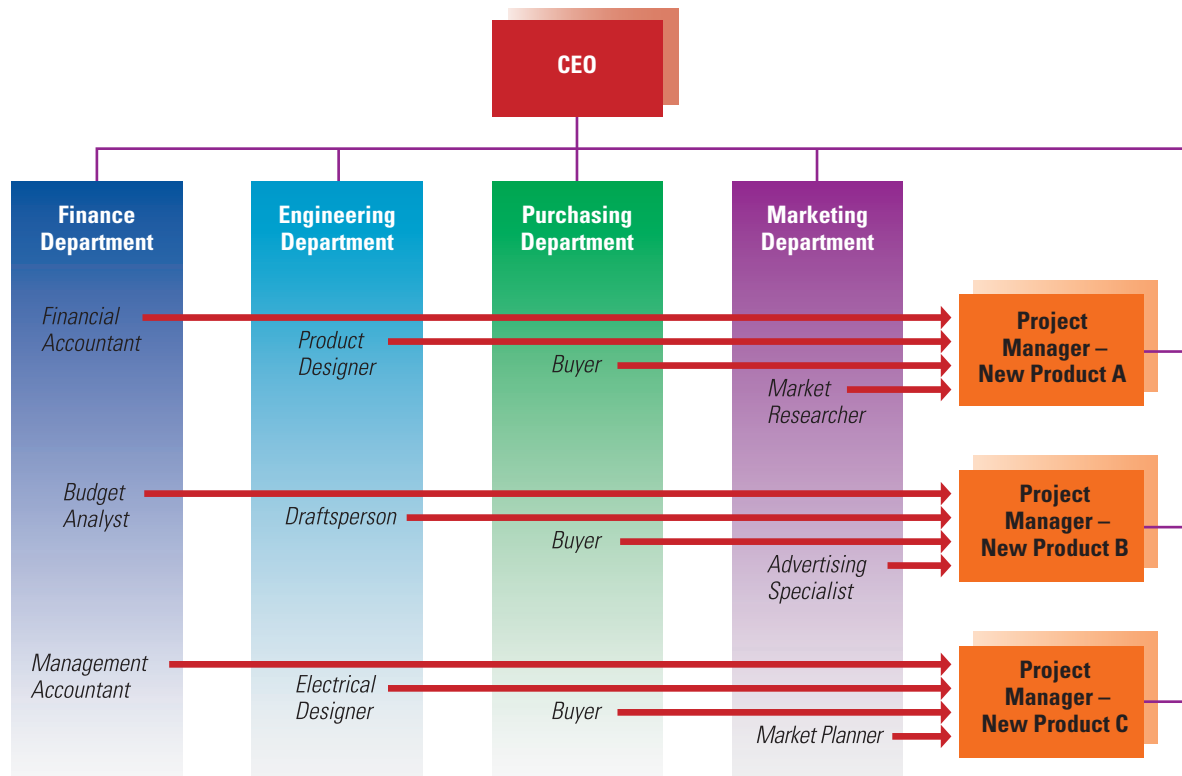 CEO
Finance
Department
Engineering
Department
Purchasing
Department
Marketing
Department
Financial
Accountant
Product
Designer
Buyer
Market
Researcher
Project
Manager –
New Product A
Budget
Analyst
Draftsperson
Buyer
Advertising
Specialist
Project
Manager –
New Product B
Management
Accountant
Electrical
Designer
Buyer
Market Planner
Project
Manager –
New Product C